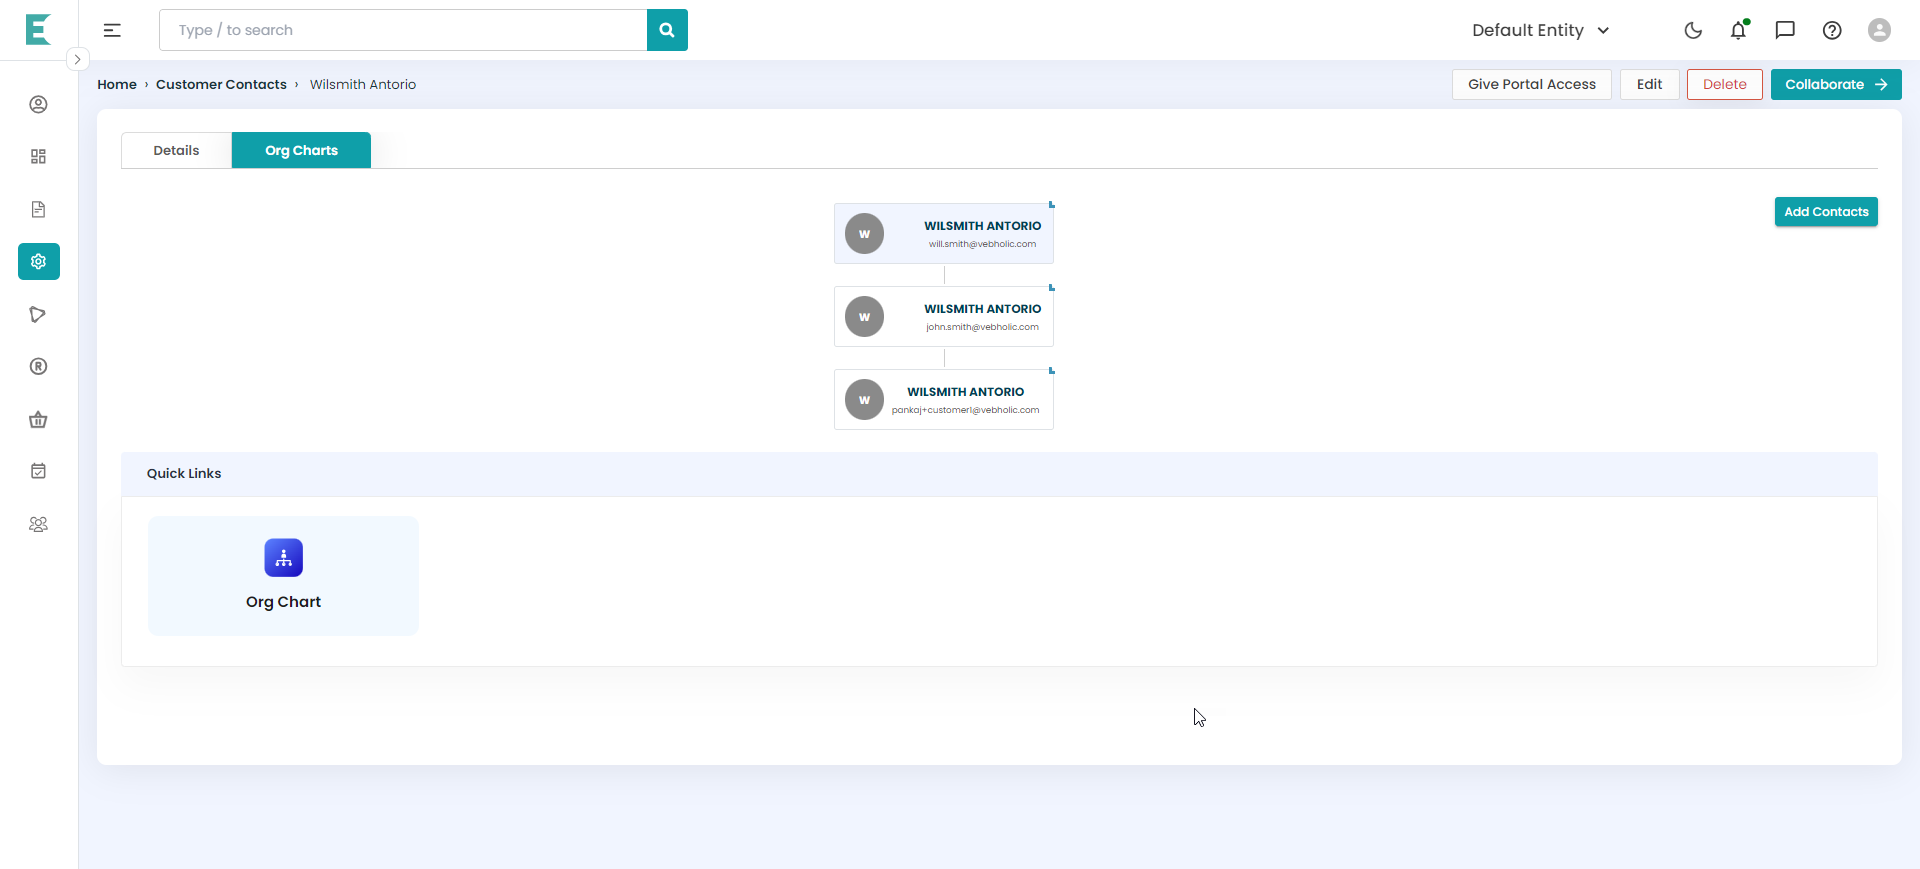 Type / to search
Default Entity
Home › Customer Contacts › Wilsmith Antorio
Give Portal Access
Edit
Delete
Collaborate
Details
Org Charts
Add Contacts
W
WILSMITH ANTORIO
will.smith@vebholic.com
W
WILSMITH ANTORIO
john.smith@vebholic.com
W
WILSMITH ANTORIO
pankaj+customer1@vebholic.com
Quick Links
Org Chart